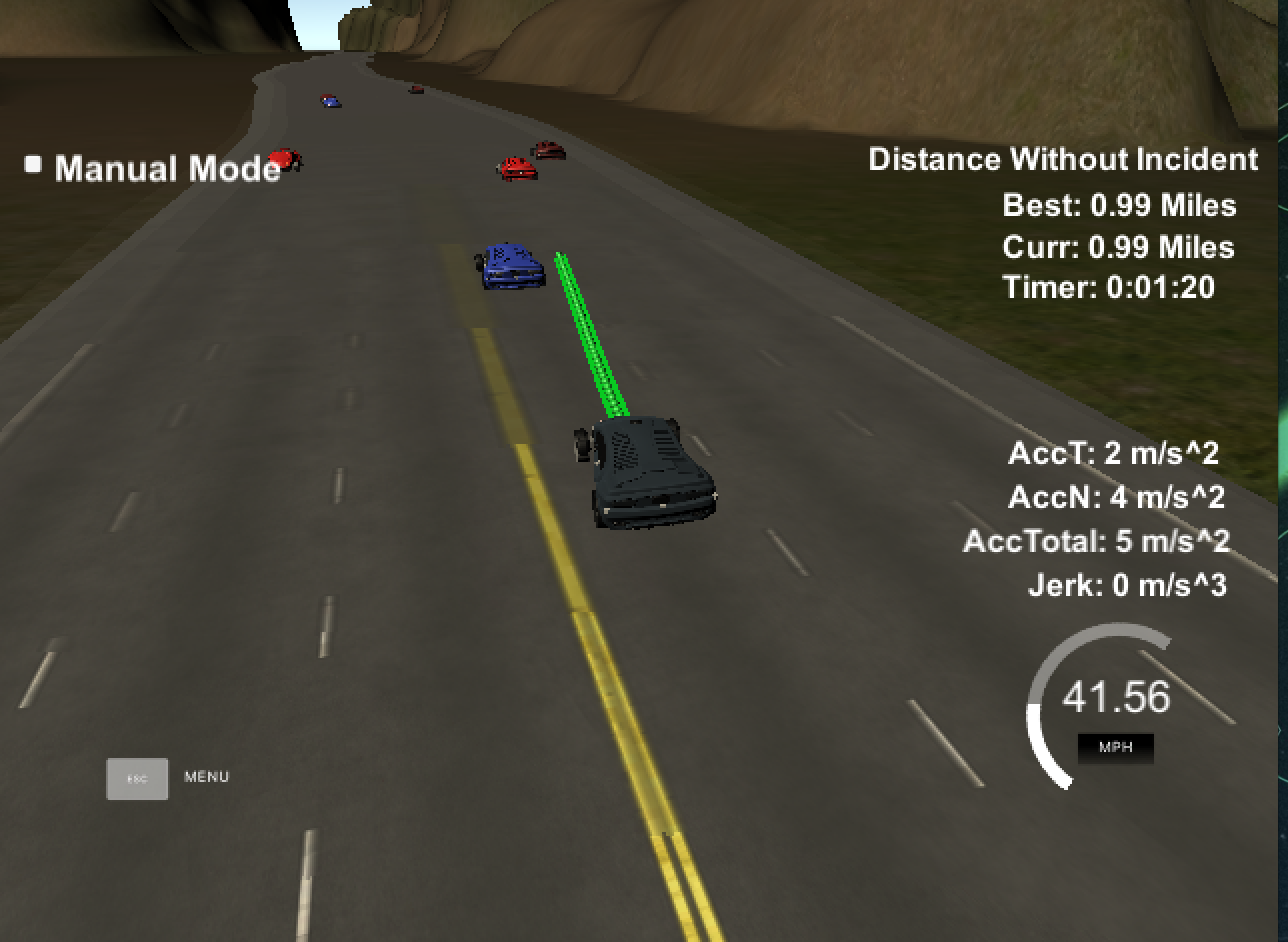 Manual Mode
Distance Without Incident
Best: 0.99 Miles
Curr: 0.99 Miles
Timer: 0:01:20
AccT: 2 m/s^2
AccN: 4 m/s^2
AccTotal: 5 m/s^2
Jerk: 0 m/s^3
41.56
MPH
ESC MENU